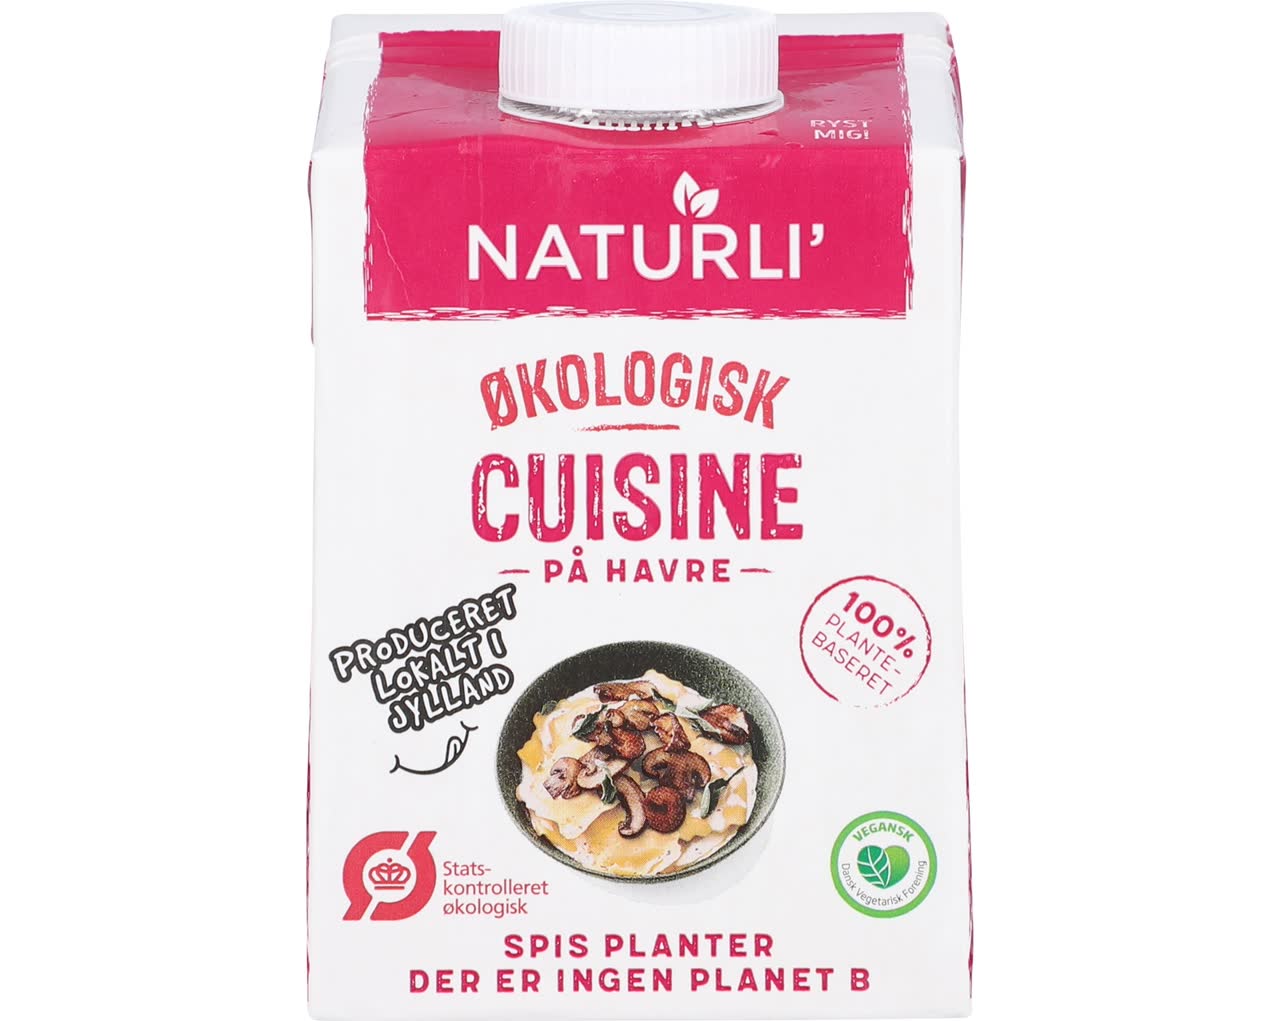 RYST
MIG!
NATURLI'
ØKOLOGISK
CUISINE
PÅ HAVRE
PRODUCERET
LOKALT I
JYLLAND
100%
PLANTE-
BASERET
Stats-
kontrolleret
økologisk
VEGANSK
Dansk Vegetarisk Forening
SPIS PLANTER
DER ER INGEN PLANET B